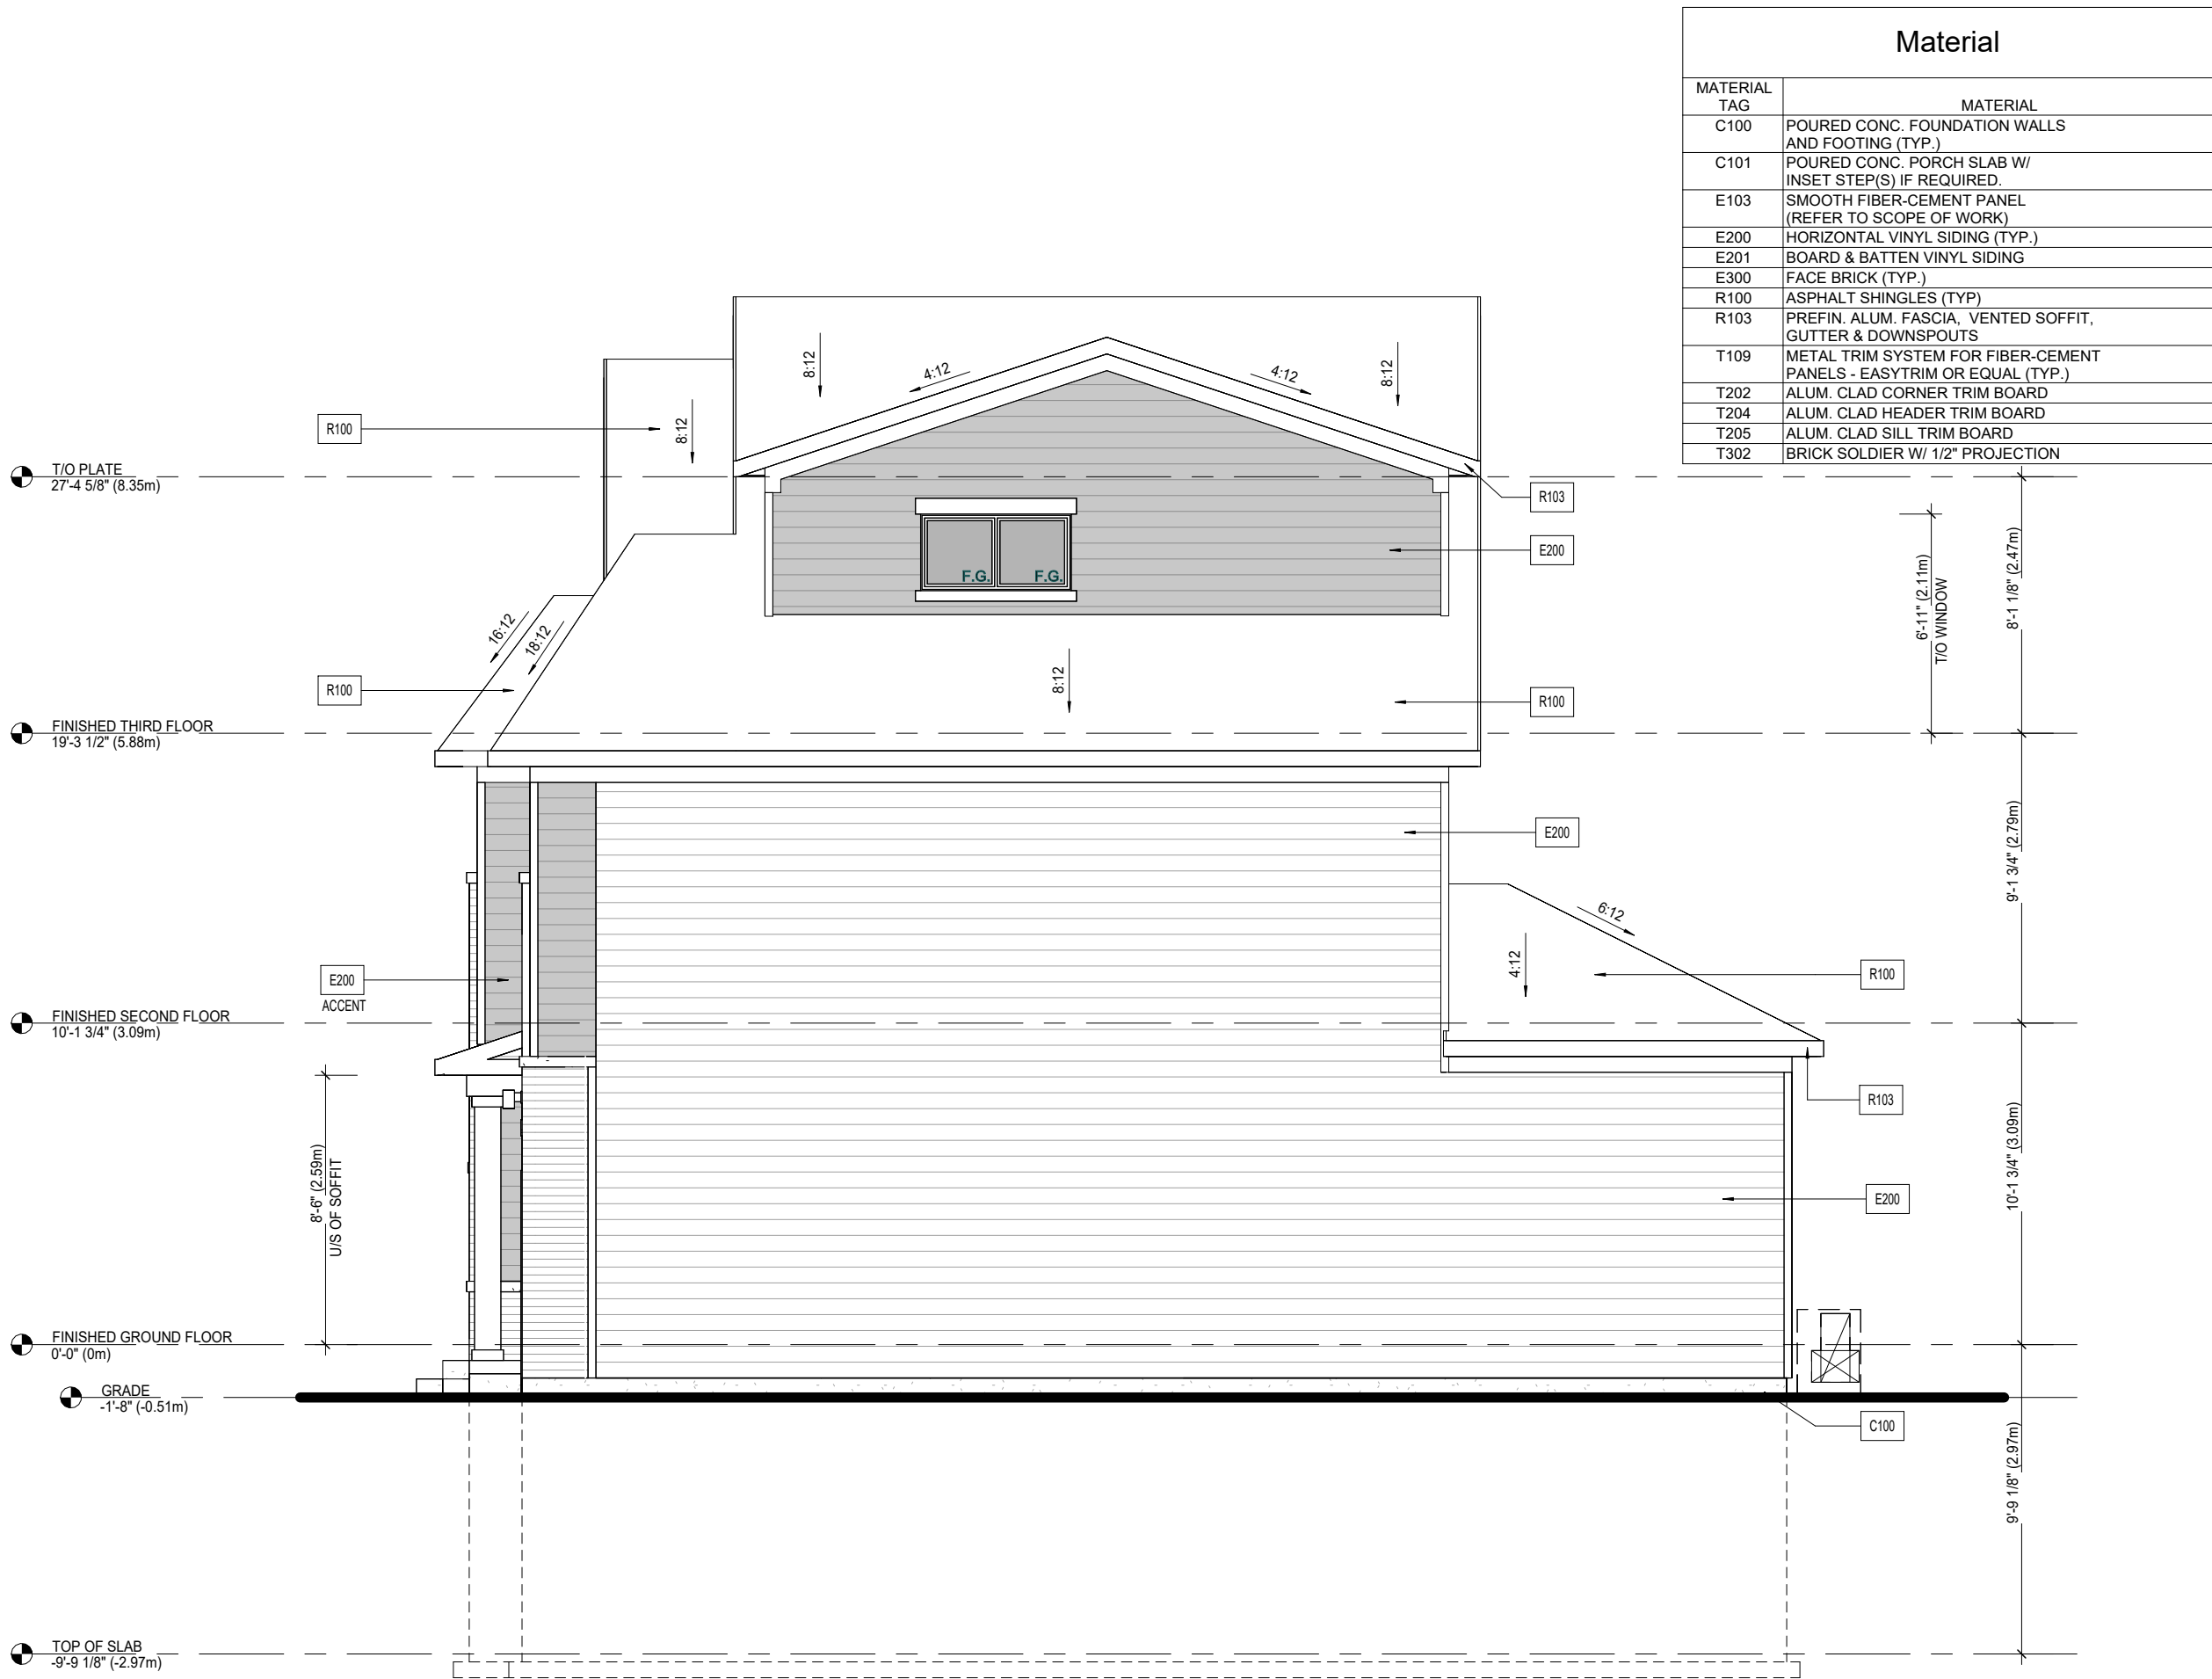 Material
MATERIAL TAG MATERIAL
C100 POURED CONC. FOUNDATION WALLS
AND FOOTING (TYP.)
C101 POURED CONC. PORCH SLAB W/
INSET STEP(S) IF REQUIRED.
E103 SMOOTH FIBER-CEMENT PANEL
(REFER TO SCOPE OF WORK)
E200 HORIZONTAL VINYL SIDING (TYP.)
E201 BOARD & BATTEN VINYL SIDING
E300 FACE BRICK (TYP.)
R100 ASPHALT SHINGLES (TYP)
R103 PREFIN. ALUM. FASCIA, VENTED SOFFIT,
GUTTER & DOWNSPOUTS
T109 METAL TRIM SYSTEM FOR FIBER-CEMENT
PANELS - EASYTRIM OR EQUAL (TYP.)
T202 ALUM. CLAD CORNER TRIM BOARD
T204 ALUM. CLAD HEADER TRIM BOARD
T205 ALUM. CLAD SILL TRIM BOARD
T302 BRICK SOLDIER W/ 1/2" PROJECTION
8:12
4:12
4:12
8:12
R100
8:12
T/O PLATE
27'-4 5/8" (8.35m)
R103
E200
F.G.
F.G.
6'-11" (2.11m)
T/O WINDOW
8'-1 1/8" (2.47m)
16:12
18:12
R100
8:12
R100
FINISHED THIRD FLOOR
19'-3 1/2" (5.88m)
E200
9'-1 3/4" (2.79m)
6:12
4:12
R100
E200
ACCENT
FINISHED SECOND FLOOR
10'-1 3/4" (3.09m)
R103
8'-6" (2.59m)
U/S OF SOFFIT
10'-1 3/4" (3.09m)
E200
FINISHED GROUND FLOOR
0'-0" (0m)
GRADE
-1'-8" (-0.51m)
C100
9'-9 1/8" (2.97m)
TOP OF SLAB
-9'-9 1/8" (-2.97m)